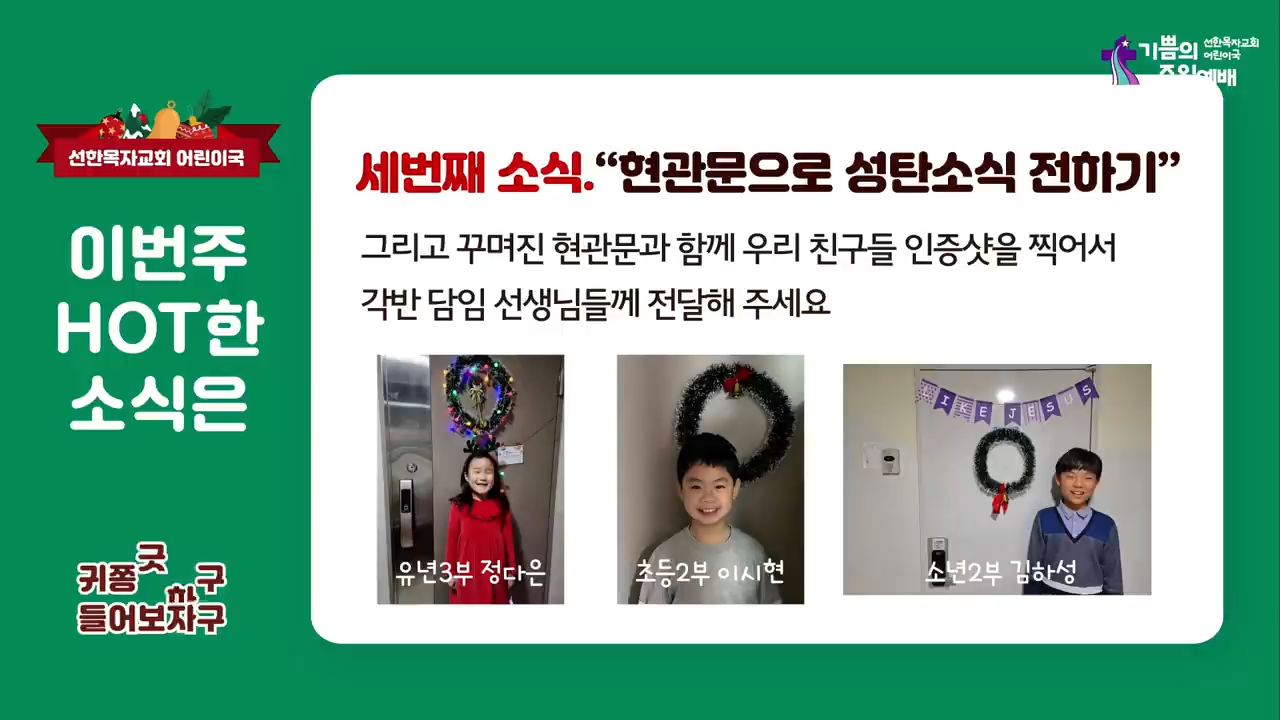 기쁨의
선한목자교회
어린이국
주일예배
선한목자교회 어린이국
이번주
HOT한
소식은
귀쫑긋 하구
들어보자구
세번째 소식. “현관문으로 성탄소식 전하기”
그리고 꾸며진 현관문과 함께 우리 친구들 인증샷을 찍어서
각반 담임 선생님들께 전달해 주세요
LIKE JESUS
유년3부 정다은
초등2부 이시현
소년2부 김하성